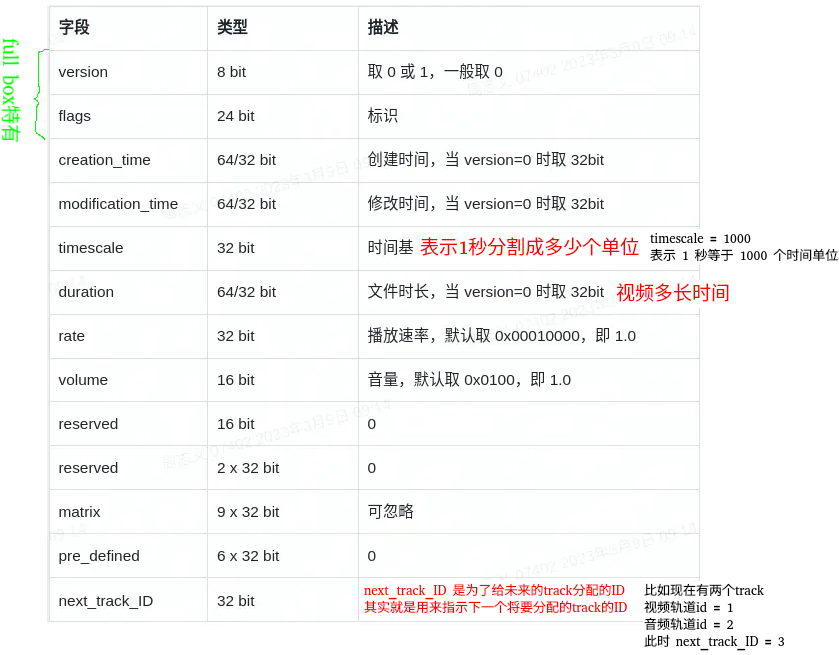 字段 类型 描述
full box特有
version 8 bit 取 0 或 1，一般取 0
flags 24 bit 标识
creation_time 64/32 bit 创建时间，当 version=0 时取 32bit
modification_time 64/32 bit 修改时间，当 version=0 时取 32bit
timescale 32 bit 时间基 表示1秒分割成多少个单位
timescale = 1000
表示 1 秒等于 1000 个时间单位
duration 64/32 bit 文件时长，当 version=0 时取 32bit 视频多长时间
rate 32 bit 播放速率，默认取 0x00010000，即 1.0
volume 16 bit 音量，默认取 0x0100，即 1.0
reserved 16 bit 0
reserved 2 x 32 bit 0
matrix 9 x 32 bit 可忽略
pre_defined 6 x 32 bit 0
next_track_ID 32 bit
next_track_ID 是为了给未来的track分配的ID
其实就是用来指示下一个将要分配的track的ID
比如现在有两个track
视频轨道id = 1
音频轨道id = 2
此时 next_track_ID = 3